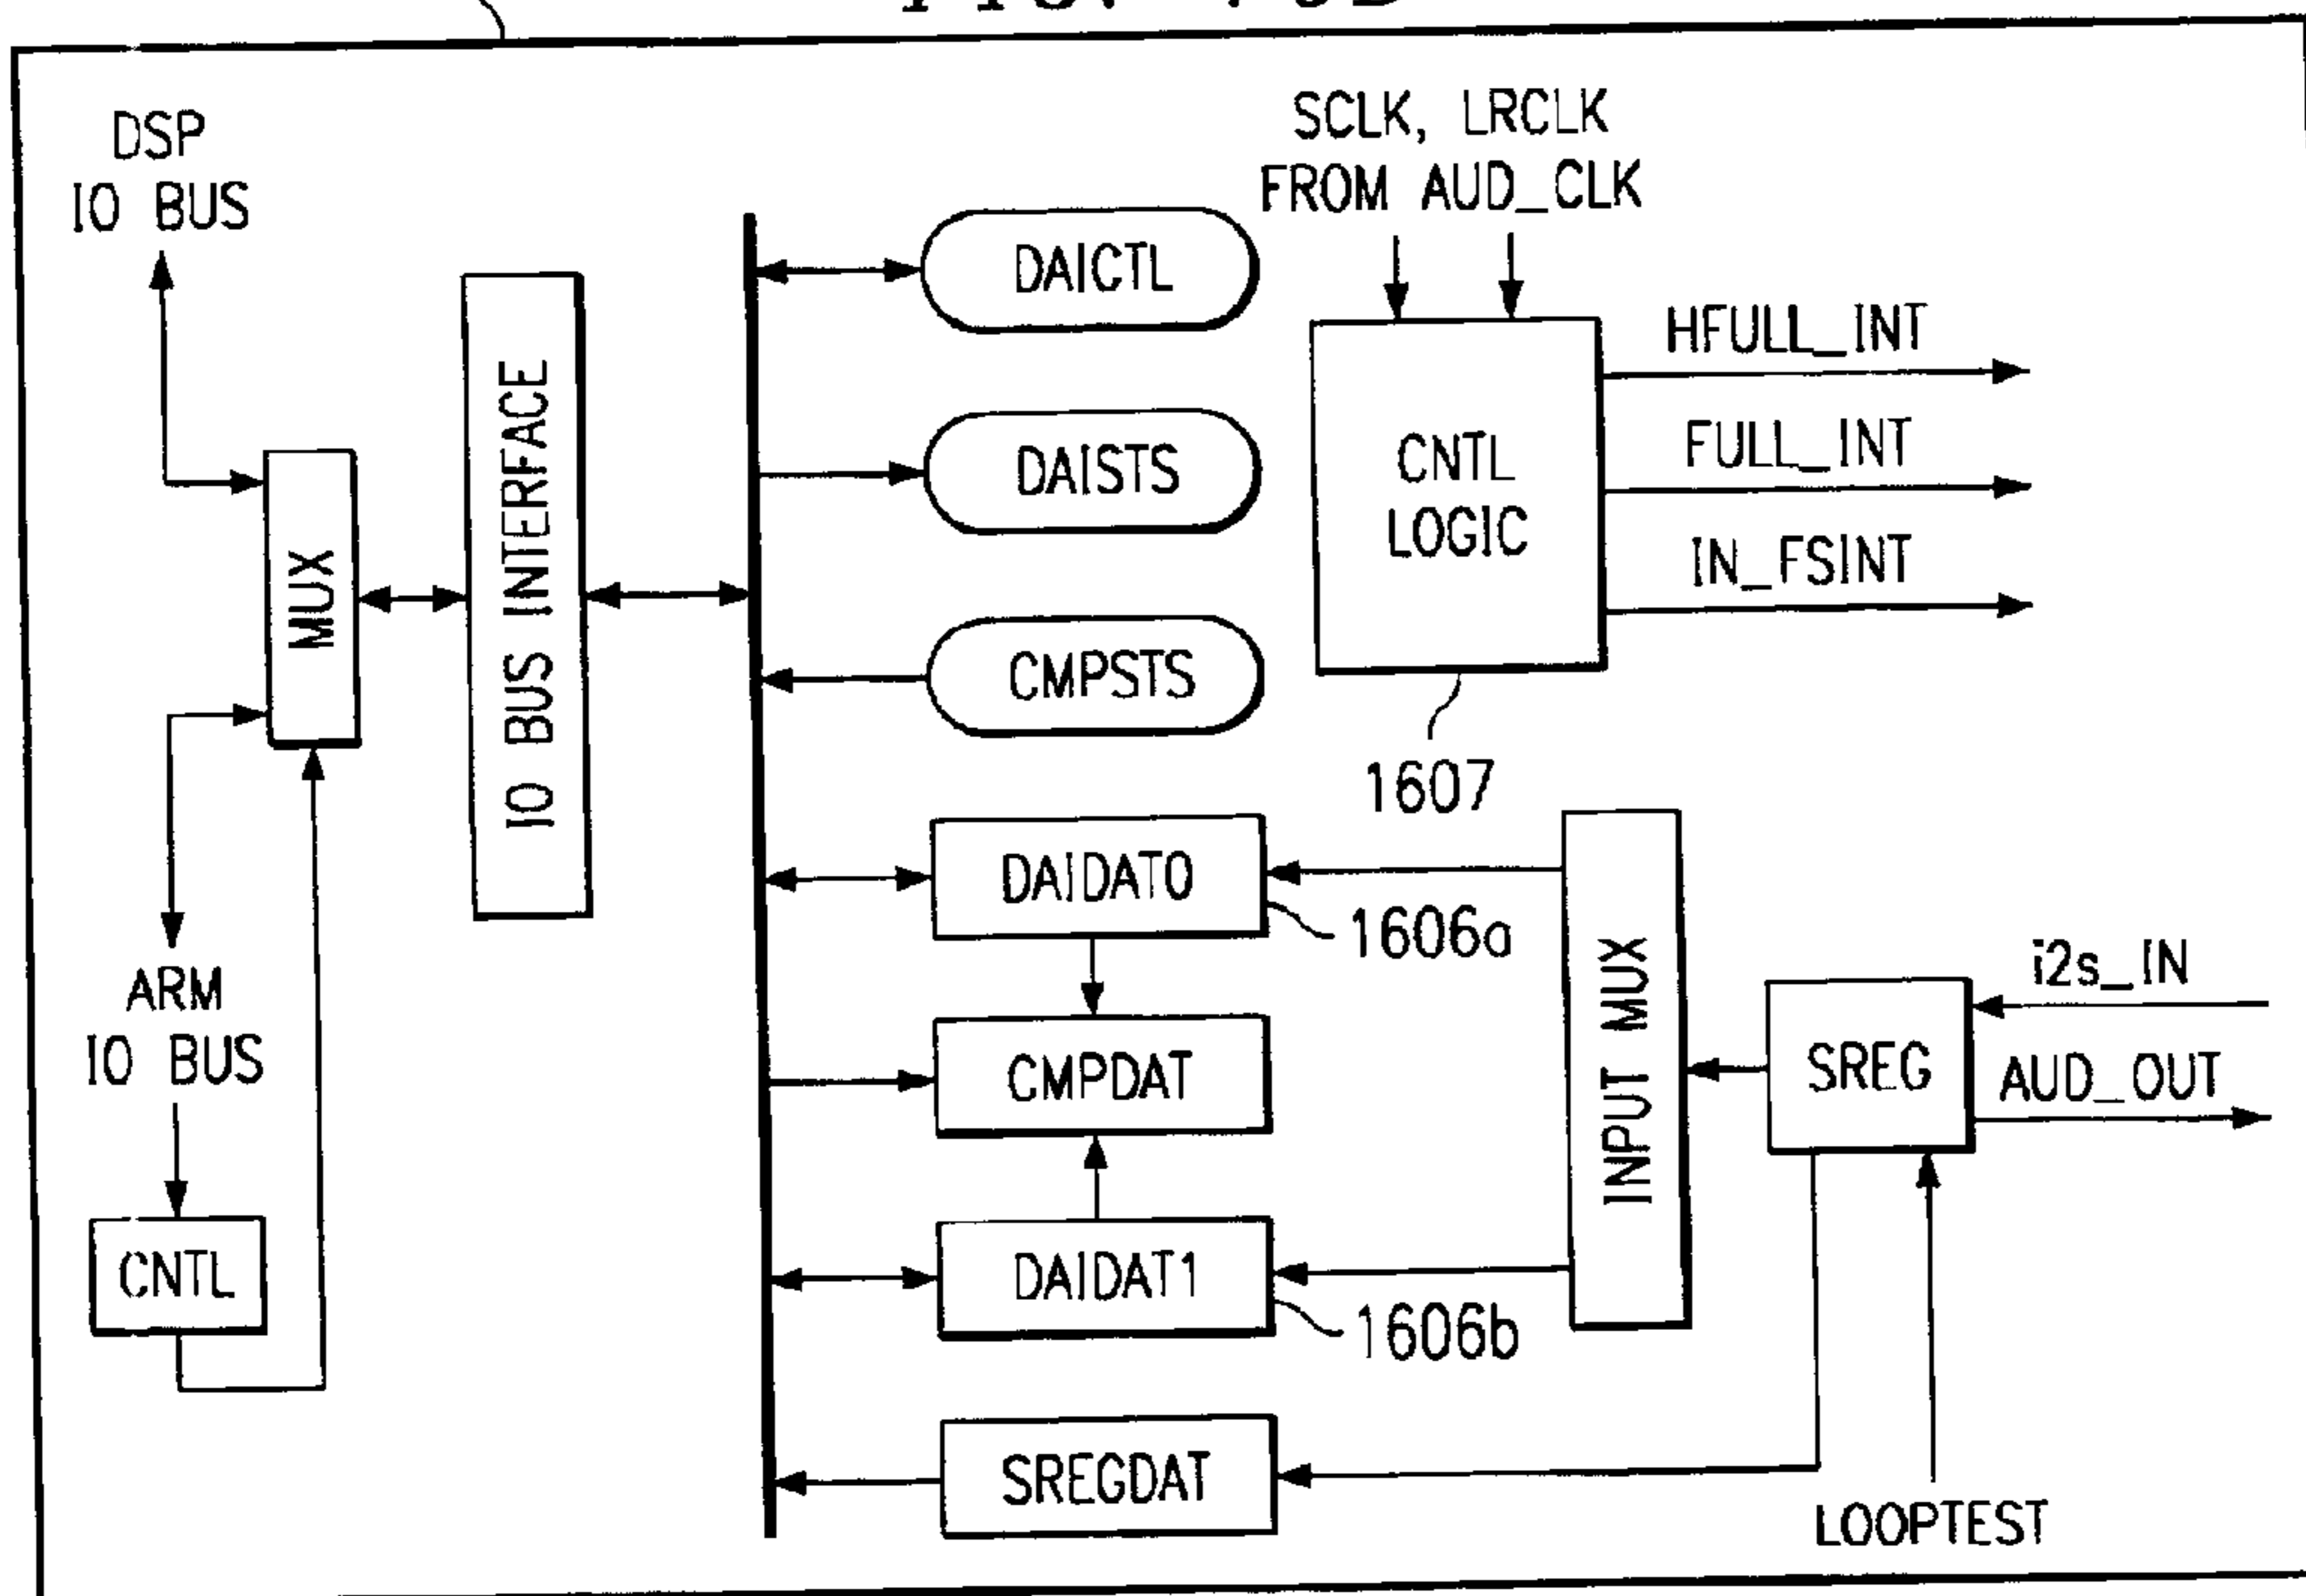 DSP
IO BUS
MUX
IO BUS INTERFACE
ARM
IO BUS
CNTL
DAICTL
DAISTS
CMPSTS
SCLK, LRCLK
FROM AUD_CLK
CNTL
LOGIC
HFULL_INT
FULL_INT
IN_FSINT
1607
DAIDAT0
1606a
CMPDAT
DAIDAT1
1606b
SREGDAT
INPUT MUX
SREG
i2s_IN
AUD_OUT
LOOPTEST